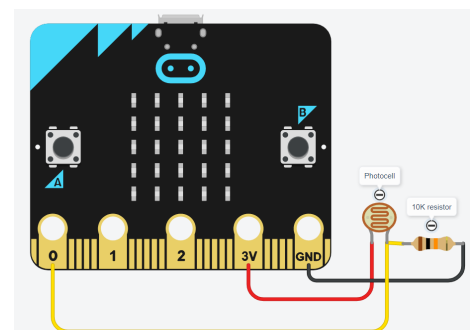 B
A
Photocell
10K resistor
0 1 2 3V GND